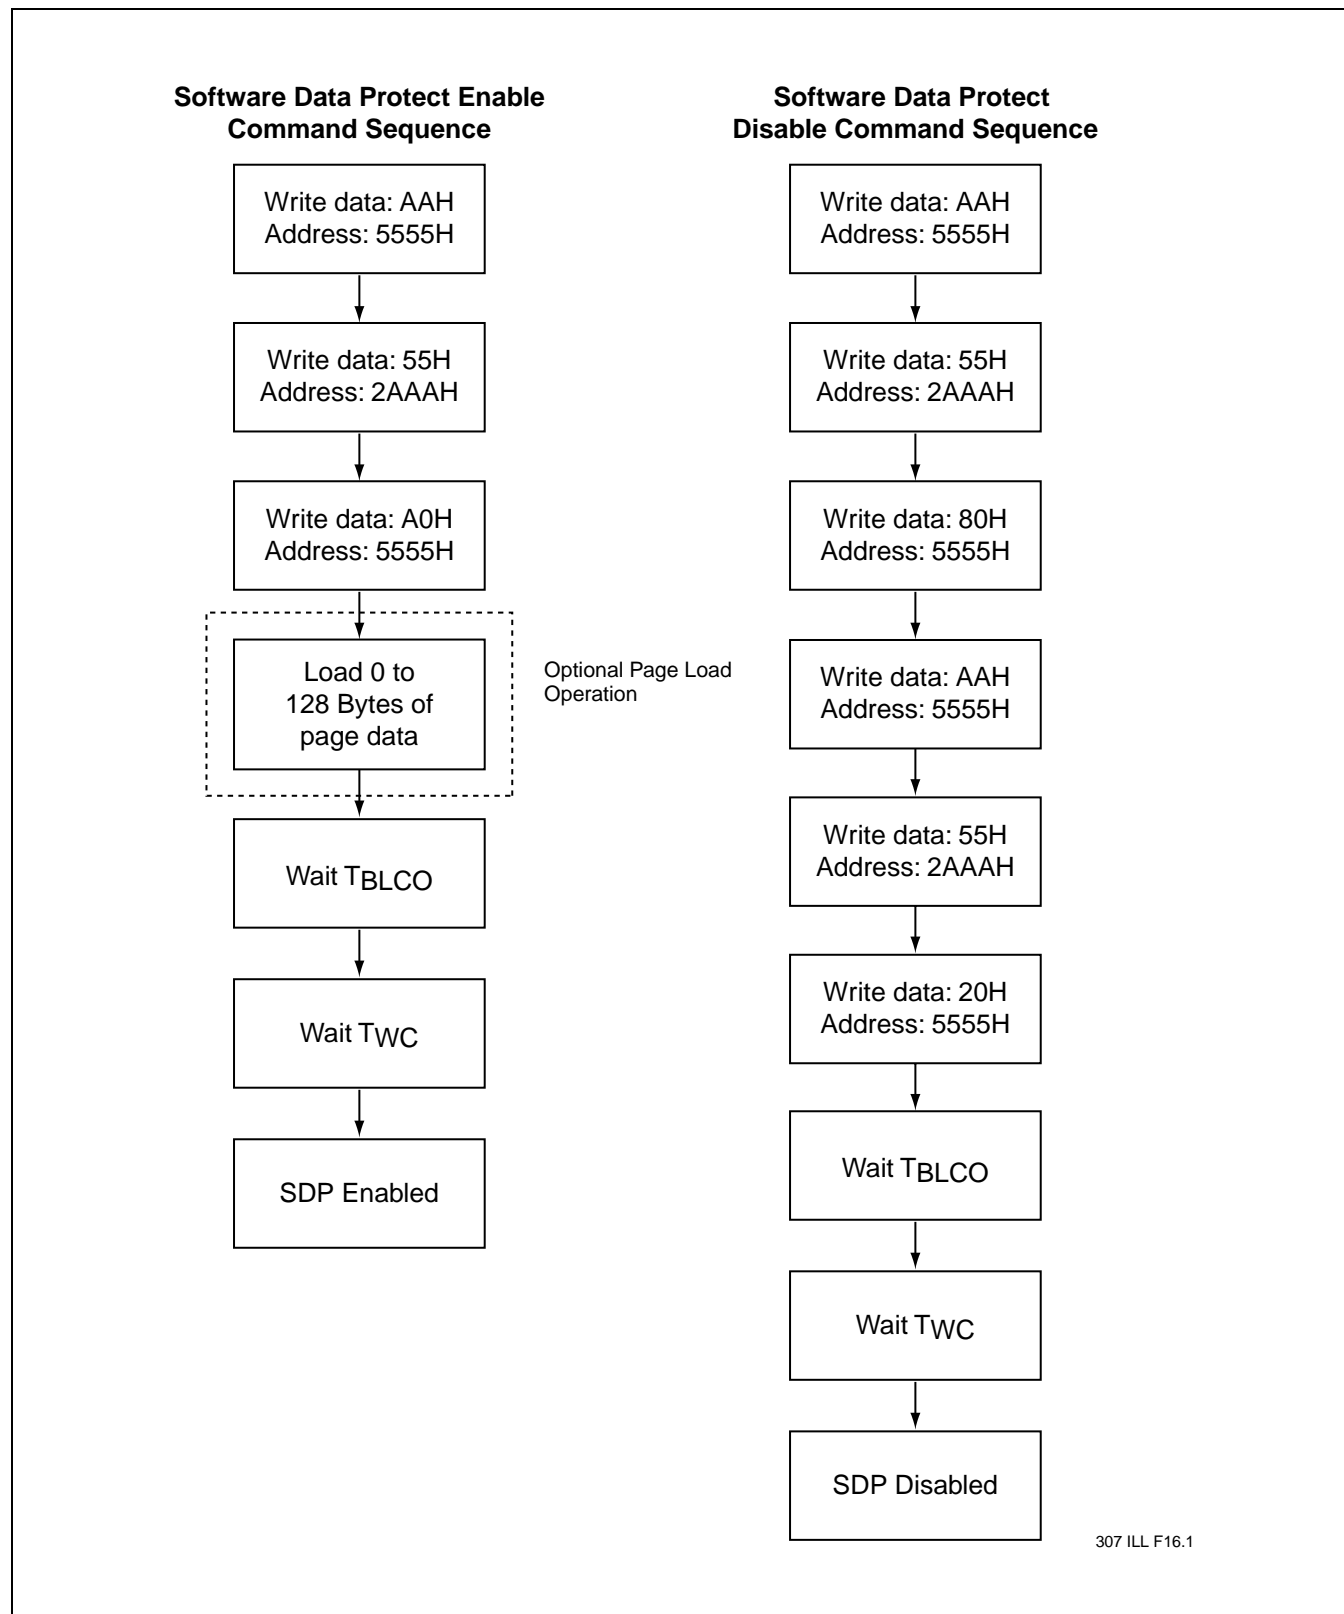 Software Data Protect Enable
Command Sequence
Write data: AAH
Address: 5555H
Write data: 55H
Address: 2AAAH
Write data: A0H
Address: 5555H
Load 0 to
128 Bytes of
page data
Optional Page Load
Operation
Wait TBLCO
Wait TWC
SDP Enabled
Software Data Protect
Disable Command Sequence
Write data: AAH
Address: 5555H
Write data: 55H
Address: 2AAAH
Write data: 80H
Address: 5555H
Write data: AAH
Address: 5555H
Write data: 55H
Address: 2AAAH
Write data: 20H
Address: 5555H
Wait TBLCO
Wait TWC
SDP Disabled
307 ILL F16.1